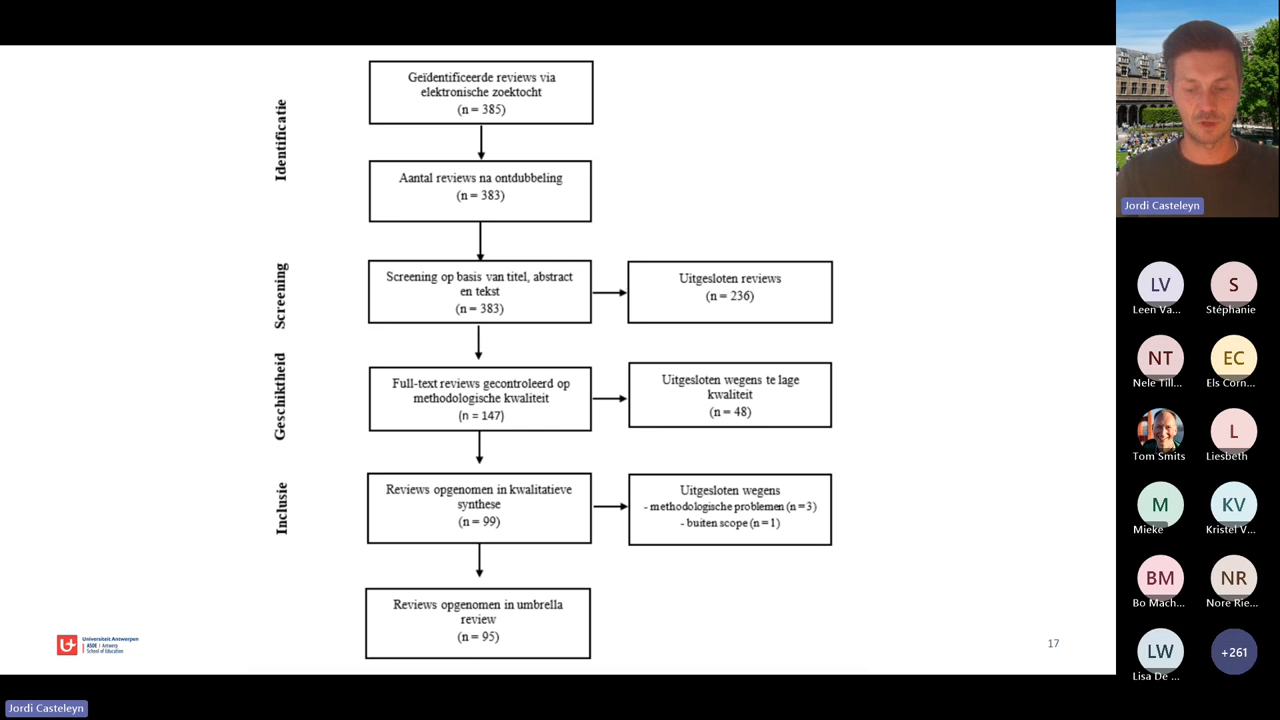 Identificatie
Geïdentificeerde reviews via
elektronische zoektocht
(n = 385)
Aantal reviews na ontdubbeling
(n = 383)
Screening
Screening op basis van titel, abstract
en tekst
(n = 383)
Uitgesloten reviews
(n = 236)
Geschiktheid
Full-text reviews gecontroleerd op
methodologische kwaliteit
(n = 147)
Uitgesloten wegens te lage
kwaliteit
(n = 48)
Inclusie
Reviews opgenomen in kwalitatieve
synthese
(n = 99)
Uitgesloten wegens
- methodologische problemen (n = 3)
- buiten scope (n = 1)
Reviews opgenomen in umbrella
review
(n = 95)
Universiteit Antwerpen
ASOE | Antwerp
School of Education
17
Jordi Casteleyn
LV
Leen Va...
S
Stéphanie
NT
Nele Till...
EC
Els Corn...
Tom Smits
L
Liesbeth
M
Mieke
KV
Kristel V...
BM
Bo Mach...
NR
Nore Rie...
LW
Lisa De ...
+261
Jordi Casteleyn